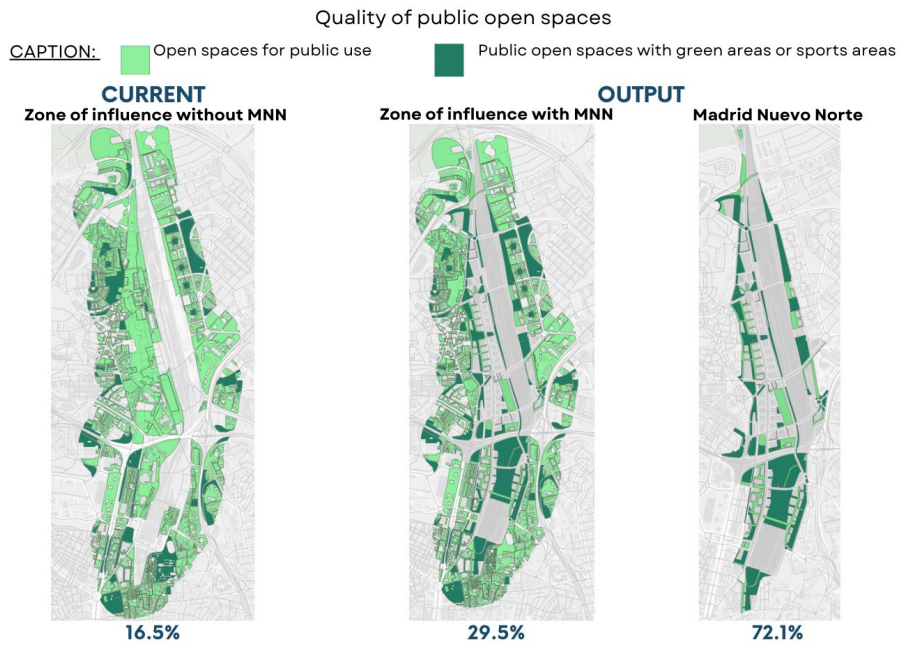 Quality of public open spaces
CAPTION: Open spaces for public use Public open spaces with green areas or sports areas
CURRENT OUTPUT
Zone of influence without MNN Zone of influence with MNN Madrid Nuevo Norte
16.5% 29.5% 72.1%